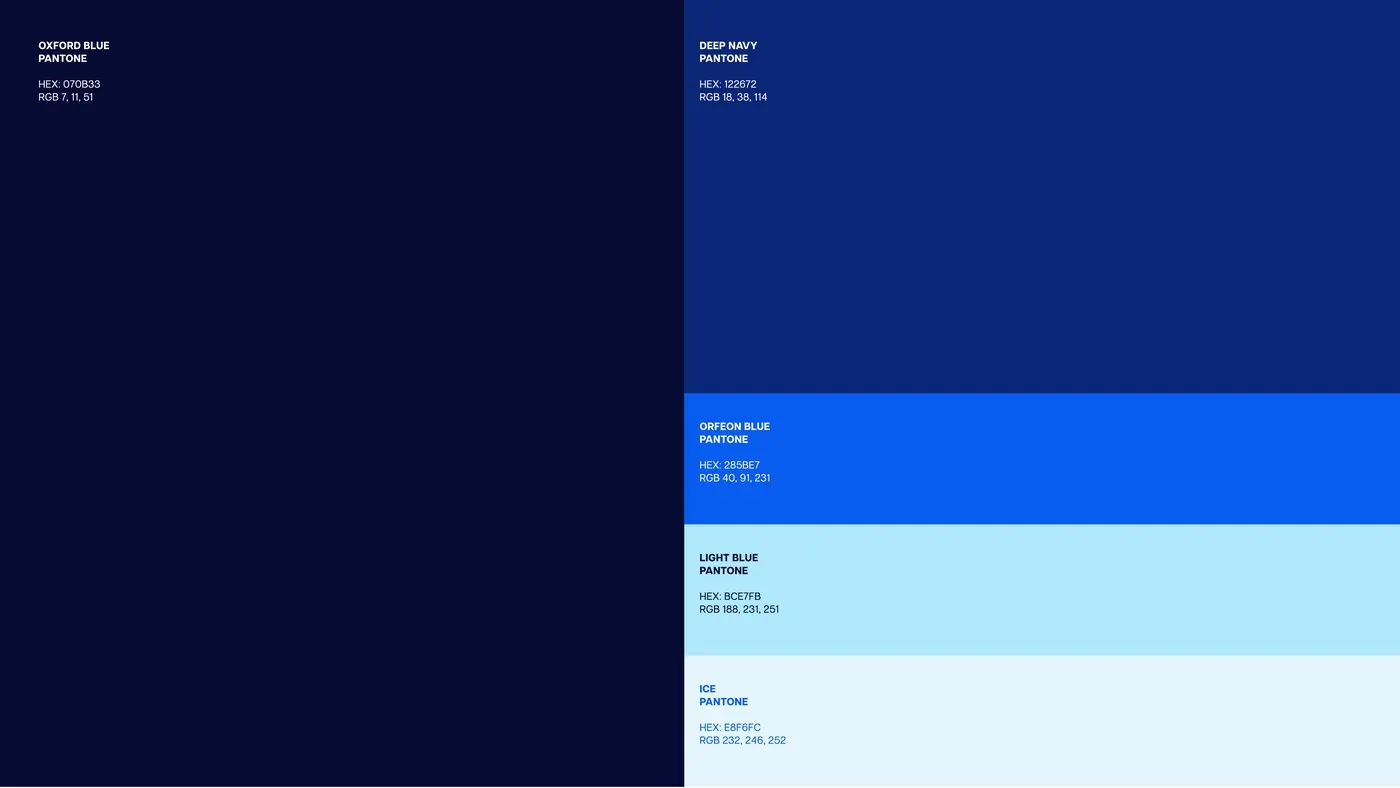 OXFORD BLUE
PANTONE
HEX: 070B33
RGB 7, 11, 51
DEEP NAVY
PANTONE
HEX: 122672
RGB 18, 38, 114
ORFEON BLUE
PANTONE
HEX: 285BE7
RGB 40, 91, 231
LIGHT BLUE
PANTONE
HEX: BCE7FB
RGB 188, 231, 251
ICE
PANTONE
HEX: E8F6FC
RGB 232, 246, 252